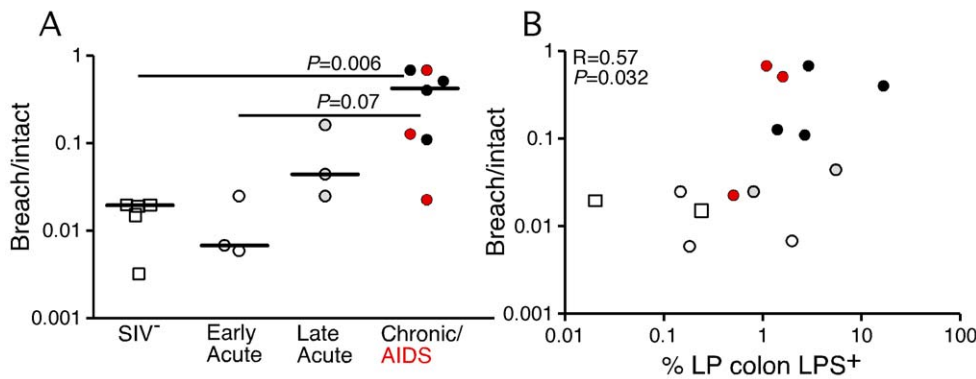 A
Breach/intact
1
0.1
0.01
0.001
P=0.006
P=0.07
SIV⁻
Early
Acute
Late
Acute
Chronic/
AIDS
B
Breach/intact
1
0.1
0.01
0.001
R=0.57
P=0.032
0.01
0.1
1
10
100
% LP colon LPS⁺